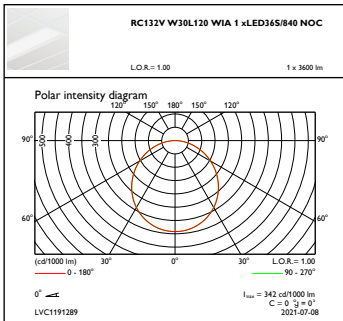 RC132V W30L120 WIA 1 xLED36S/840 NOC
L.O.R.= 1.00 1 x 3600 lm
Polar intensity diagram
120° 150° 180° 150° 120°
90° 500 400 300 90°
60° 60°
(cd/1000 lm) 30° 0° 30° L.O.R.= 1.00
0 - 180° 90 - 270°
0° Imax = 342 cd/1000 lm
C = 0 °g = 0°
LVC1191289 2021-07-08